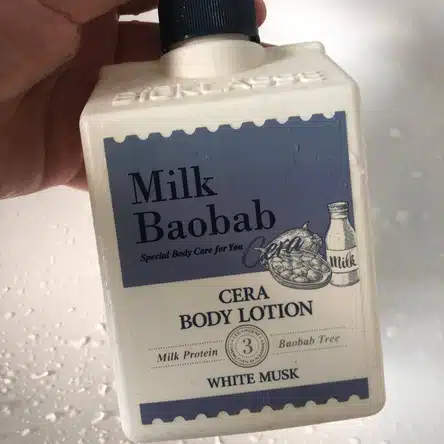 Milk
Baobab
Special Body Care for You
Cera
Milk
CERA
BODY LOTION
Milk Protein
3
Baobab Tree
WHITE MUSK